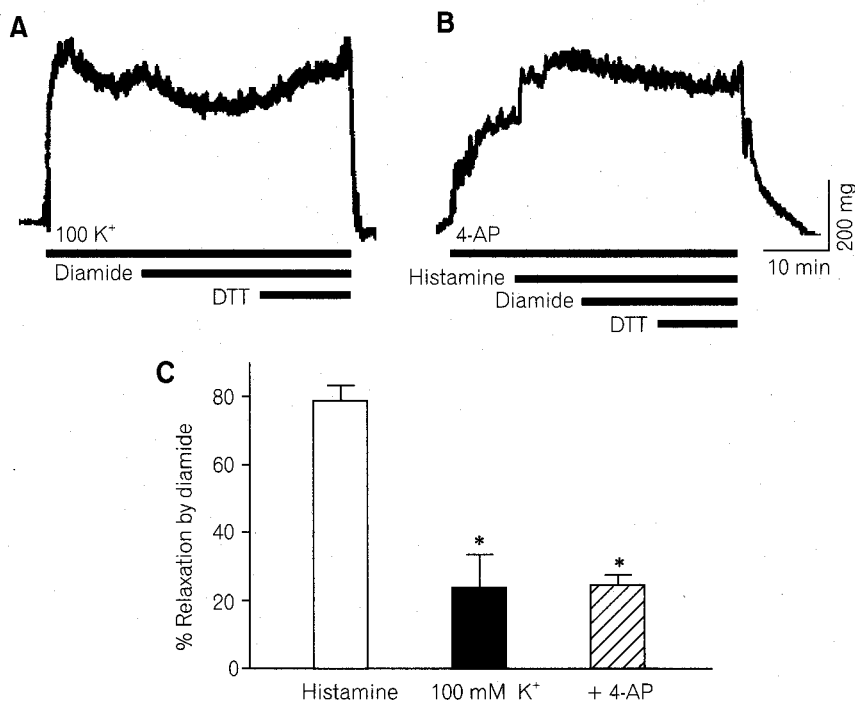 A
B
100 K⁺
Diamide
DTT
4-AP
Histamine
Diamide
DTT
200 mg
10 min
C
% Relaxation by diamide
80
60
40
20
0
*
*
Histamine
100 mM K⁺
+ 4-AP